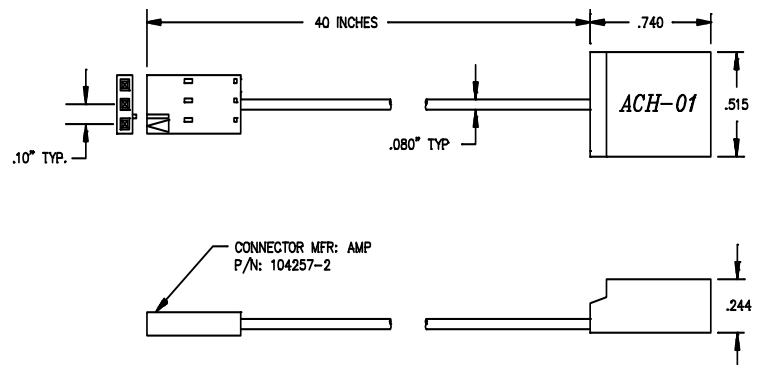 40 INCHES
.740
ACH-01
.515
.10" TYP.
.080" TYP
CONNECTOR MFR: AMP
P/N: 104257-2
.244